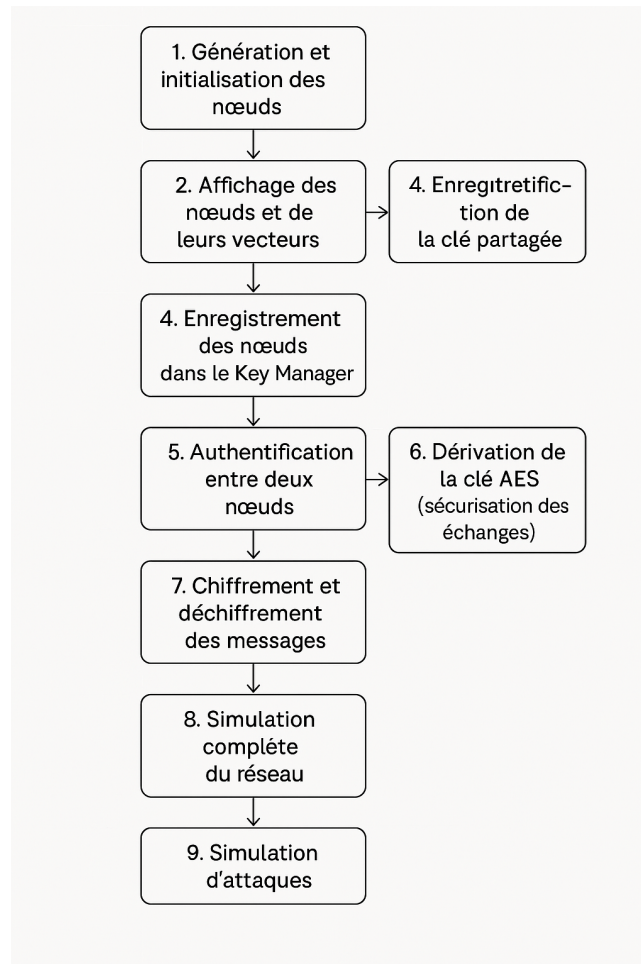 1. Génération et
initialisation des
nœuds
2. Affichage des
nœuds et de
leurs vecteurs
4. Enregıtretific–
tion de
la clé partagée
4. Enregistrement
des nœuds
dans le Key Manager
5. Authentification
entre deux
nœuds
6. Dérivation de
la clé AES
(sécurisation des
échanges)
7. Chiffrement et
déchiffrement
des messages
8. Simulation
compléte
du réseau
9. Simulation
d'attaques